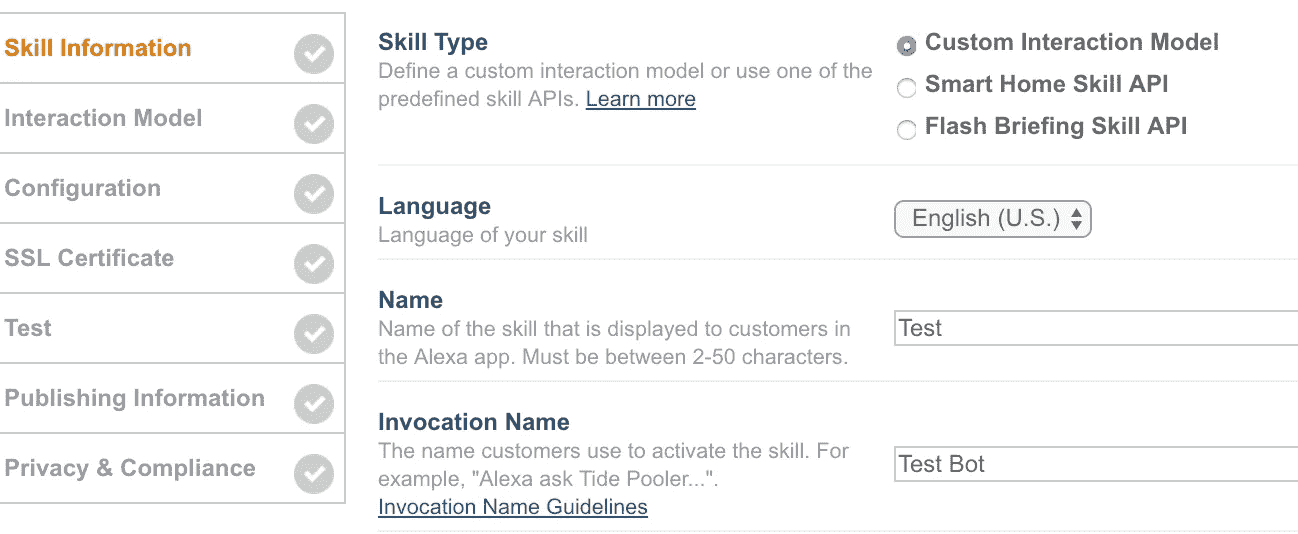 Skill Information
Interaction Model
Configuration
SSL Certificate
Test
Publishing Information
Privacy & Compliance
Skill Type
Define a custom interaction model or use one of the
predefined skill APIs. Learn more
Custom Interaction Model
Smart Home Skill API
Flash Briefing Skill API
Language
Language of your skill
English (U.S.)
Name
Name of the skill that is displayed to customers in
the Alexa app. Must be between 2-50 characters.
Test
Invocation Name
The name customers use to activate the skill. For
example, "Alexa ask Tide Pooler...".
Invocation Name Guidelines
Test Bot